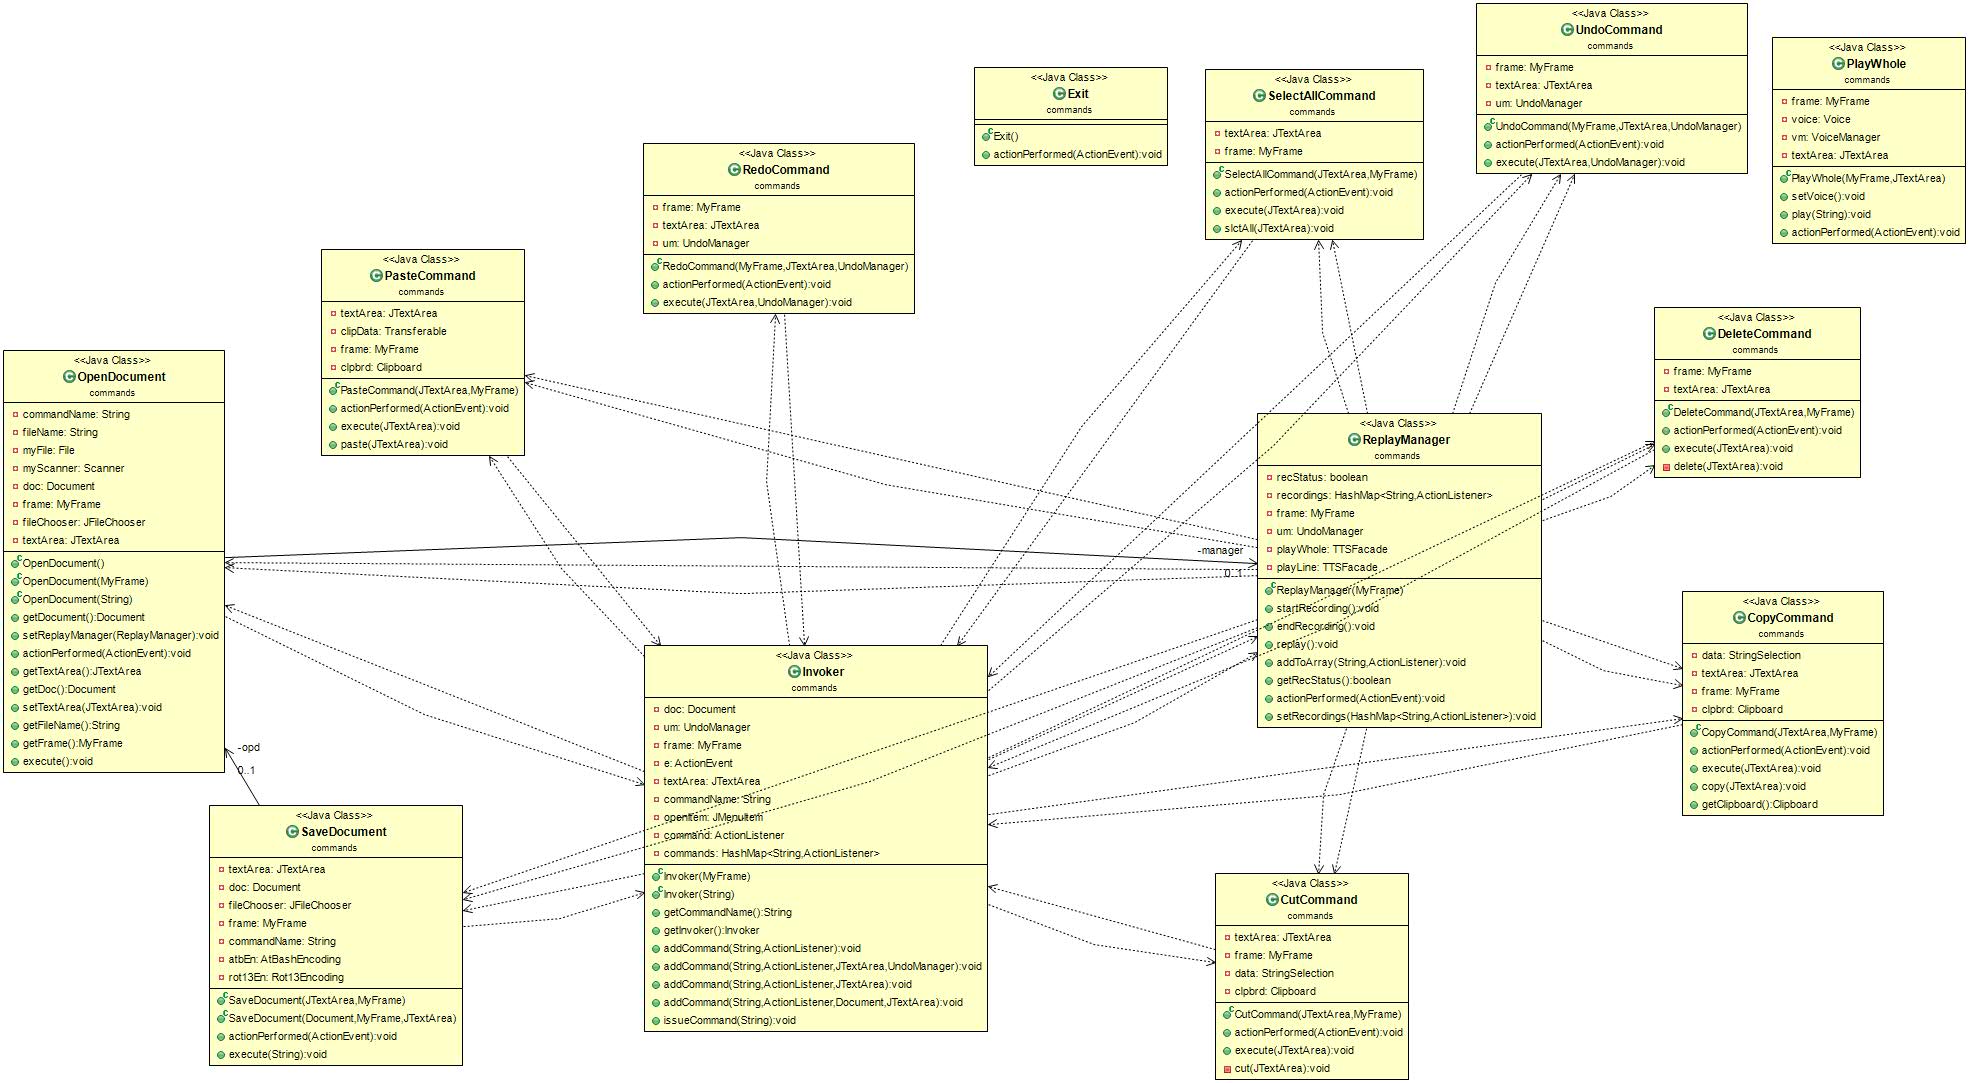 <<Java Class>>
UndoCommand
commands
frame: MyFrame
textArea: JTextArea
um: UndoManager
UndoCommand(MyFrame,JTextArea,UndoManager)
actionPerformed(ActionEvent):void
execute(JTextArea,UndoManager):void
<<Java Class>>
PlayWhole
commands
frame: MyFrame
voice: Voice
vm: VoiceManager
textArea: JTextArea
PlayWhole(MyFrame,JTextArea)
setVoice():void
play(String):void
actionPerformed(ActionEvent):void
<<Java Class>>
Exit
commands
Exit()
actionPerformed(ActionEvent):void
<<Java Class>>
SelectAllCommand
commands
textArea: JTextArea
frame: MyFrame
SelectAllCommand(JTextArea,MyFrame)
actionPerformed(ActionEvent):void
execute(JTextArea):void
slctAll(JTextArea):void
<<Java Class>>
RedoCommand
commands
frame: MyFrame
textArea: JTextArea
um: UndoManager
RedoCommand(MyFrame,JTextArea,UndoManager)
actionPerformed(ActionEvent):void
execute(JTextArea,UndoManager):void
<<Java Class>>
PasteCommand
commands
textArea: JTextArea
clipData: Transferable
frame: MyFrame
clpbrd: Clipboard
PasteCommand(JTextArea,MyFrame)
actionPerformed(ActionEvent):void
execute(JTextArea):void
paste(JTextArea):void
<<Java Class>>
DeleteCommand
commands
frame: MyFrame
textArea: JTextArea
DeleteCommand(JTextArea,MyFrame)
actionPerformed(ActionEvent):void
execute(JTextArea):void
delete(JTextArea):void
<<Java Class>>
OpenDocument
commands
commandName: String
fileName: String
myFile: File
myScanner: Scanner
doc: Document
frame: MyFrame
fileChooser: JFileChooser
textArea: JTextArea
OpenDocument()
OpenDocument(MyFrame)
OpenDocument(String)
getDocument():Document
setReplayManager(ReplayManager):void
actionPerformed(ActionEvent):void
getTextArea():JTextArea
getDoc():Document
setTextArea(JTextArea):void
getFileName():String
getFrame():MyFrame
execute():void
<<Java Class>>
ReplayManager
commands
recStatus: boolean
recordings: HashMap<String,ActionListener>
frame: MyFrame
um: UndoManager
playWhole: TTSFacade
playLine: TTSFacade
ReplayManager(MyFrame)
startRecording():void
endRecording():void
replay():void
addToArray(String,ActionListener):void
getRecStatus():boolean
actionPerformed(ActionEvent):void
setRecordings(HashMap<String,ActionListener>):void
-manager
0..1
<<Java Class>>
CopyCommand
commands
data: StringSelection
textArea: JTextArea
frame: MyFrame
clpbrd: Clipboard
CopyCommand(JTextArea,MyFrame)
actionPerformed(ActionEvent):void
execute(JTextArea):void
copy(JTextArea):void
getClipboard():Clipboard
<<Java Class>>
Invoker
commands
doc: Document
um: UndoManager
frame: MyFrame
e: ActionEvent
textArea: JTextArea
commandName: String
openItem: JMenuItem
command: ActionListener
commands: HashMap<String,ActionListener>
Invoker(MyFrame)
Invoker(String)
getCommandName():String
getInvoker():Invoker
addCommand(String,ActionListener):void
addCommand(String,ActionListener,JTextArea,UndoManager):void
addCommand(String,ActionListener,JTextArea):void
addCommand(String,ActionListener,Document,JTextArea):void
issueCommand(String):void
-opd
0..1
<<Java Class>>
SaveDocument
commands
textArea: JTextArea
doc: Document
fileChooser: JFileChooser
frame: MyFrame
commandName: String
atbEn: AtBashEncoding
rot13En: Rot13Encoding
SaveDocument(JTextArea,MyFrame)
SaveDocument(Document,MyFrame,JTextArea)
actionPerformed(ActionEvent):void
execute(String):void
<<Java Class>>
CutCommand
commands
textArea: JTextArea
frame: MyFrame
data: StringSelection
clpbrd: Clipboard
CutCommand(JTextArea,MyFrame)
actionPerformed(ActionEvent):void
execute(JTextArea):void
cut(JTextArea):void